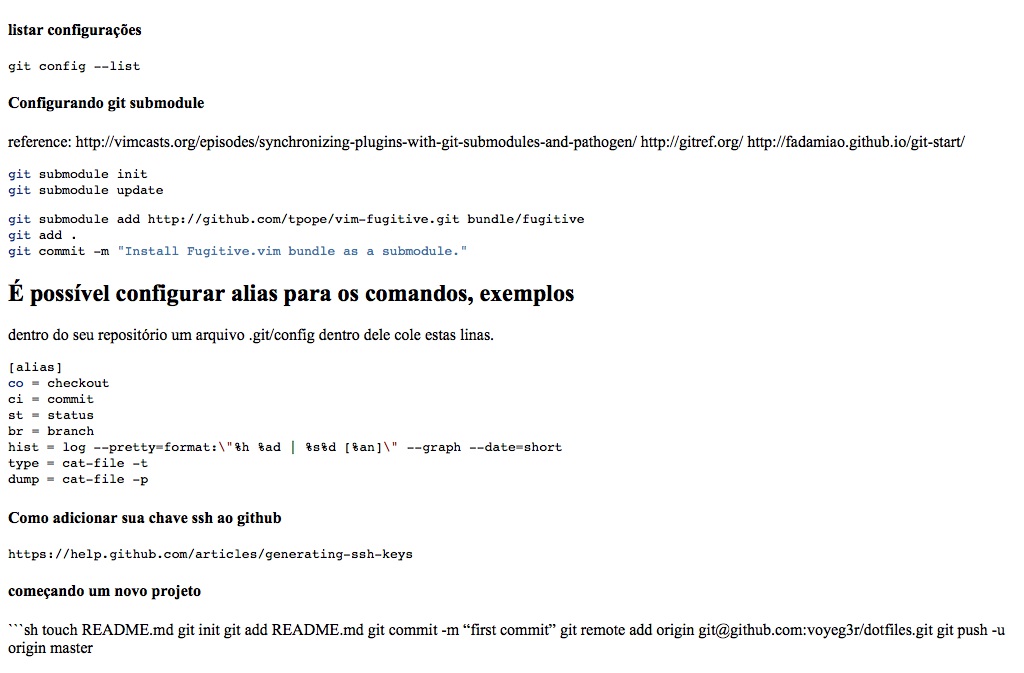 listar configurações
git config --list
Configurando git submodule
reference: http://vimcasts.org/episodes/synchronizing-plugins-with-git-submodules-and-pathogen/ http://gitref.org/ http://fadamiao.github.io/git-start/
git submodule init
git submodule update
git submodule add http://github.com/tpope/vim-fugitive.git bundle/fugitive
git add .
git commit -m "Install Fugitive.vim bundle as a submodule."
É possível configurar alias para os comandos, exemplos
dentro do seu repositório um arquivo .git/config dentro dele cole estas linas.
[alias]
co = checkout
ci = commit
st = status
br = branch
hist = log --pretty=format:\"%h %ad | %s%d [%an]\" --graph --date=short
type = cat-file -t
dump = cat-file -p
Como adicionar sua chave ssh ao github
https://help.github.com/articles/generating-ssh-keys
começando um novo projeto
```sh touch README.md git init git add README.md git commit -m “first commit” git remote add origin git@github.com:voyeg3r/dotfiles.git git push -u
origin master